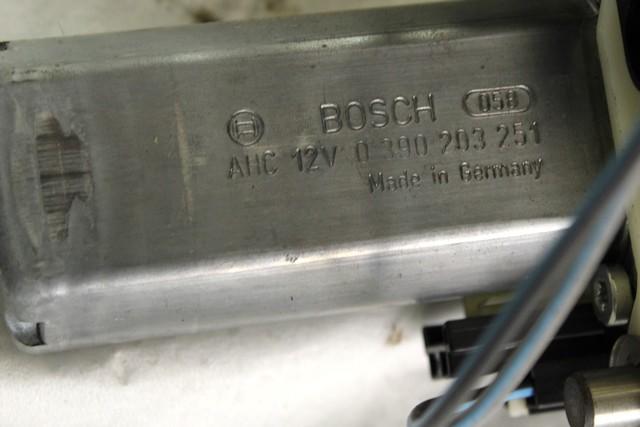 BOSCH 058
AHC 12V 0 390 203 251
Made in Germany